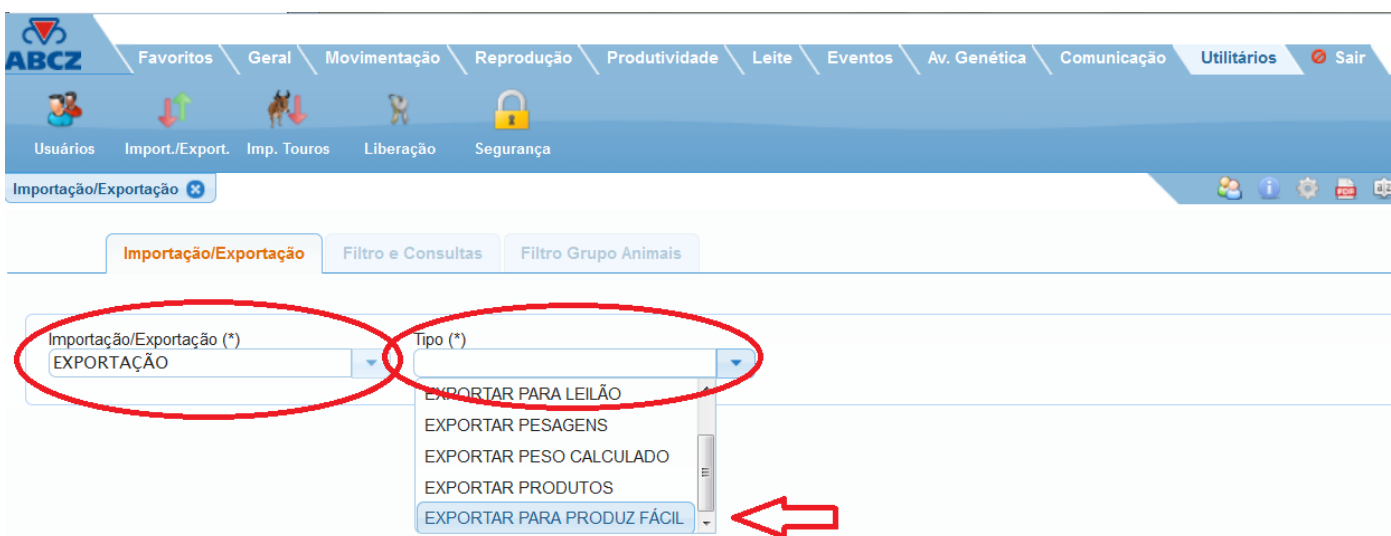 ABCZ
Favoritos Geral Movimentação Reprodução Produtividade Leite Eventos Av. Genética Comunicação Utilitários Sair
Usuários Import./Export. Imp. Touros Liberação Segurança
Importação/Exportação
Importação/Exportação Filtro e Consultas Filtro Grupo Animais
Importação/Exportação (*) Tipo (*)
EXPORTAÇÃO
EXPORTAR PARA LEILÃO
EXPORTAR PESAGENS
EXPORTAR PESO CALCULADO
EXPORTAR PRODUTOS
EXPORTAR PARA PRODUZ FÁCIL